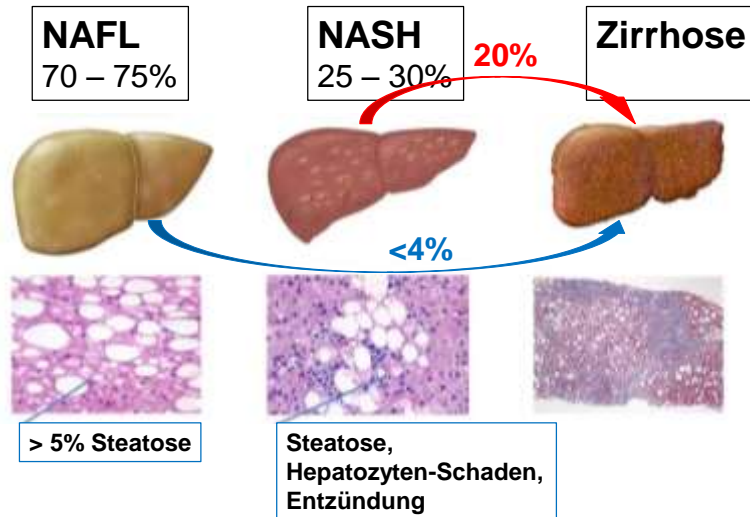 NAFL
70 – 75%
NASH
25 – 30%
Zirrhose
20%
<4%
> 5% Steatose
Steatose,
Hepatozyten-Schaden,
Entzündung